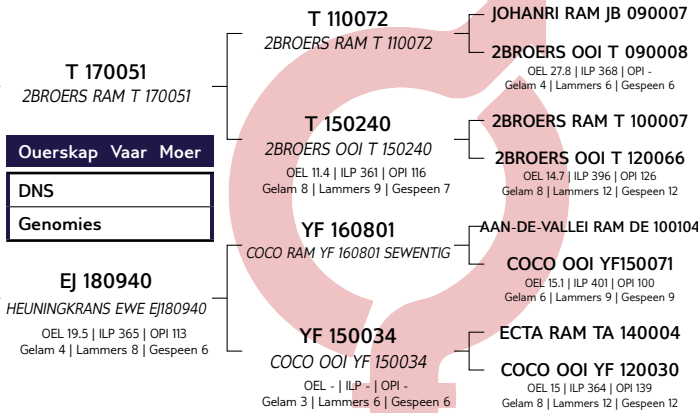 T 170051
2BROERS RAM T 170051
Ouerskap Vaar Moer
DNS
Genomies
EJ 180940
HEUNINGKRANS EWE EJ180940
OEL 19.5 | ILP 365 | OPI 113
Gelam 4 | Lammers 8 | Gespeen 6
T 110072
2BROERS RAM T 110072
T 150240
2BROERS OOI T 150240
OEL 11.4 | ILP 361 | OPI 116
Gelam 8 | Lammers 9 | Gespeen 7
YF 160801
COCO RAM YF 160801 SEWENTIG
YF 150034
COCO OOI YF 150034
OEL - | ILP - | OPI -
Gelam 3 | Lammers 6 | Gespeen 6
JOHANRI RAM JB 090007
2BROERS OOI T 090008
OEL 27.8 | ILP 368 | OPI -
Gelam 4 | Lammers 6 | Gespeen 6
2BROERS RAM T 100007
2BROERS OOI T 120066
OEL 14.7 | ILP 396 | OPI 126
Gelam 8 | Lammers 12 | Gespeen 12
AAN-DE-VALLEI RAM DE 100104
COCO OOI YF150071
OEL 15.1 | ILP 401 | OPI 100
Gelam 6 | Lammers 9 | Gespeen 9
ECTA RAM TA 140004
COCO OOI YF 120030
OEL 15 | ILP 364 | OPI 139
Gelam 8 | Lammers 12 | Gespeen 12